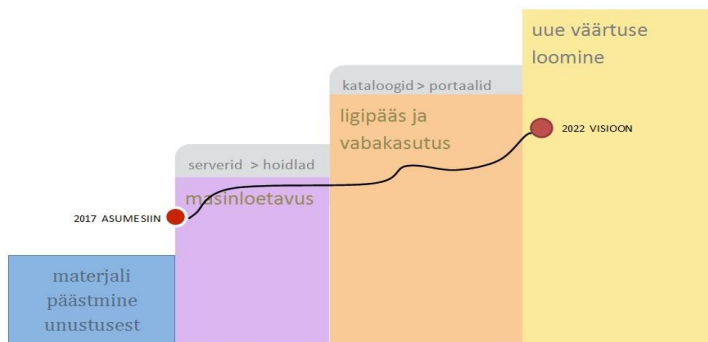 uue väärtuse
loomine
kataloogid > portaalid
ligipääs ja
vabakasutus
2022 VISIOON
serverid > hoidlad
masinloetavus
2017 ASUMESIIN
materjali
päästmine
unustusest